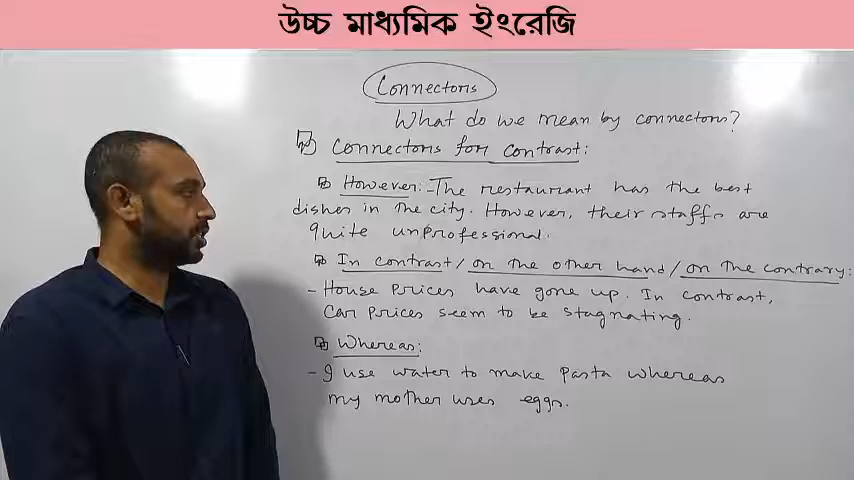 উচ্চ মাধ্যমিক ইংরেজি
Connectors
What do we mean by connectors?
Connectors for contrast:
However:- The restaurant has the best
dishes in the city. However, their staffs are
quite unprofessional.
In contrast/on the other hand/on the contrary:
- House prices have gone up. In contrast,
Car prices seem to be stagnating.
Whereas:
- I use water to make pasta whereas
my mother uses eggs.